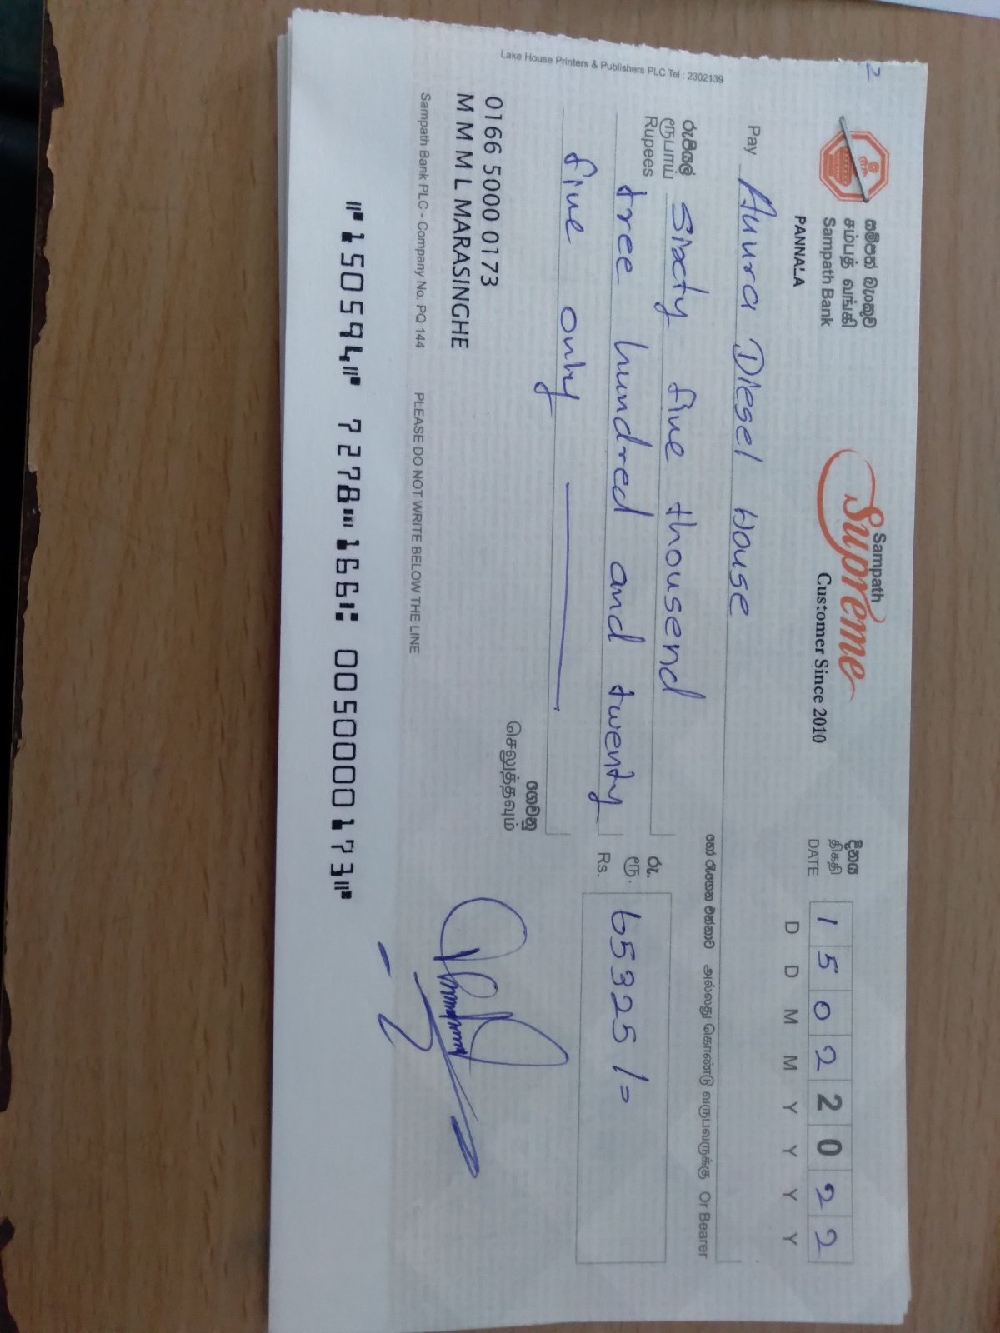 Lake House Printers & Publishers PLC Tel : 2302139
2
සම්පත් බැංකුව
சம்பத் வங்கி
Sampath Bank
PANNALA
Sampath
Supreme
Customer Since 2010
දිනය
திகதி
DATE
1 5 0 2 2 0 2 2
D D M M Y Y Y Y
Pay Anura Diesel House
හෝ රැගෙන එන්නාට அல்லது கொண்டு வருபவருக்கு Or Bearer
රුපියල්
ரூபாய்
Rupees
Sixty five thousend
tree hundred and twenty
five only
රු.
ரூ.
Rs.
65325/=
ගෙවනු
செலுத்தவும்
0166 5000 0173
M M M L MARASINGHE
Sampath Bank PLC - Company No. PQ 144 PLEASE DO NOT WRITE BELOW THE LINE
⑈150594⑈ 7278⑉166⑆ 0050000173⑈